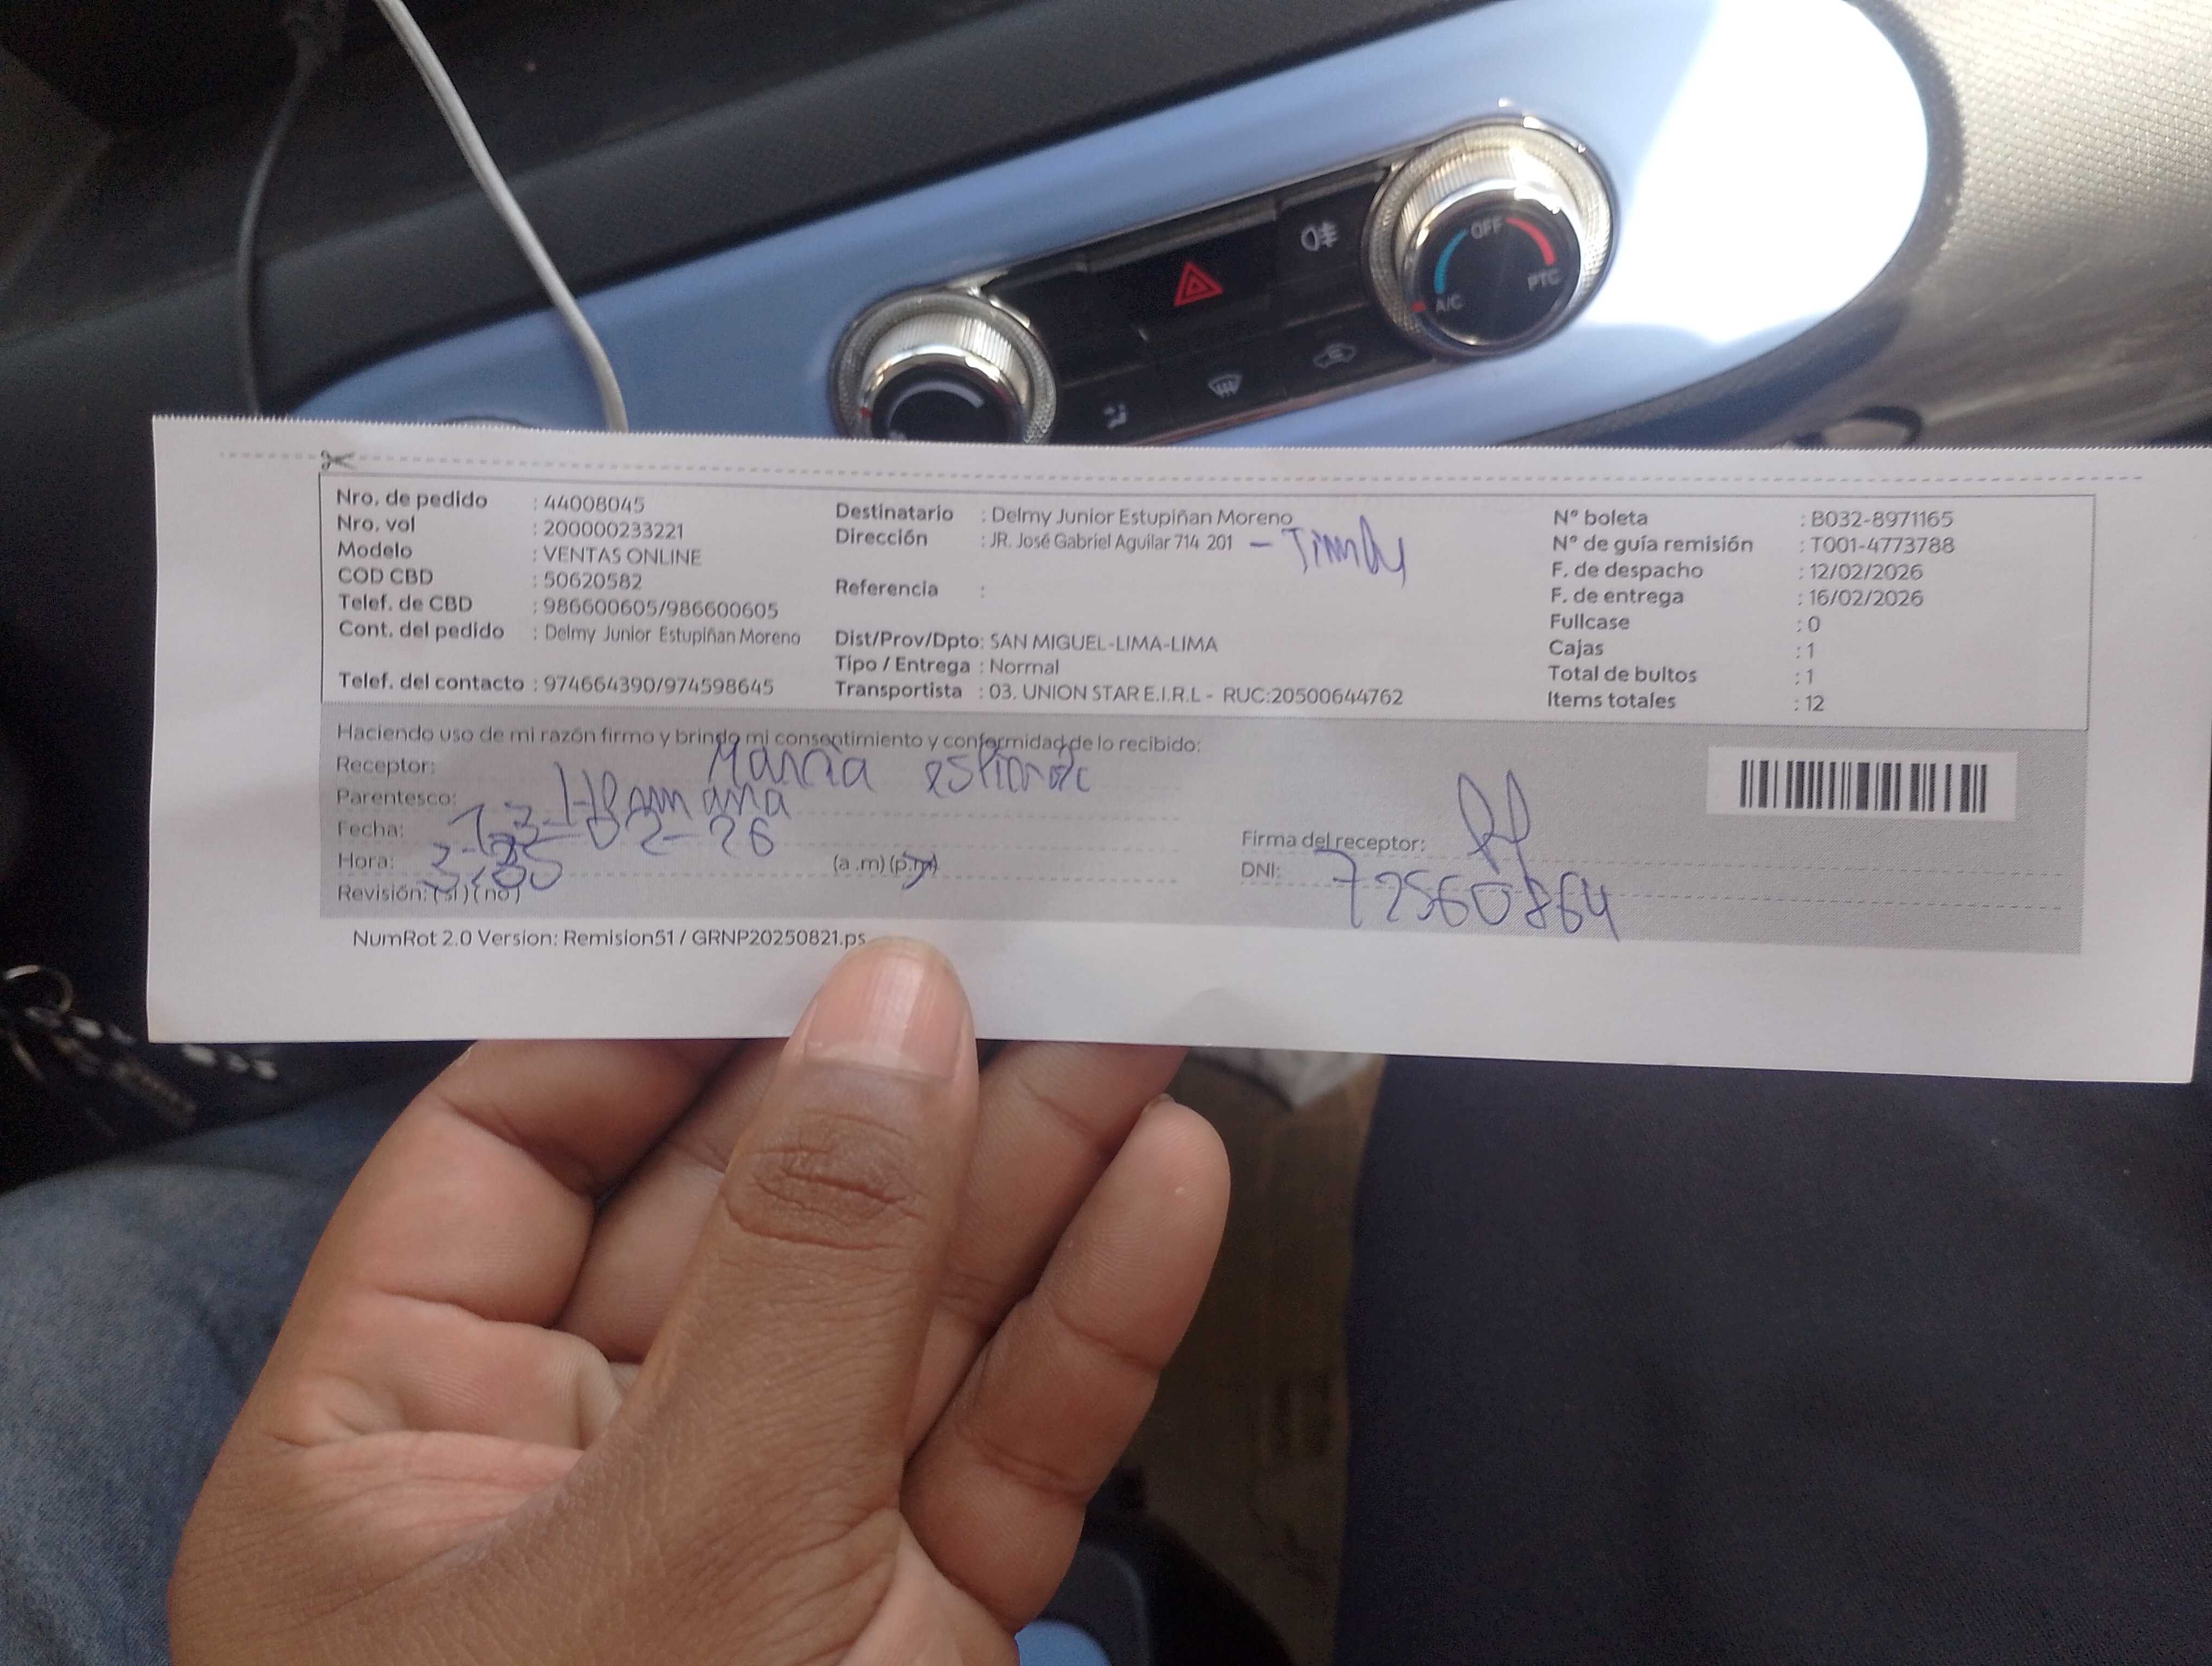 OFF
A/C
PTC
Nro. de pedido : 44008045
Nro. vol : 200000233221
Modelo : VENTAS ONLINE
COD CBD : 50620582
Telef. de CBD : 986600605/986600605
Cont. del pedido : Delmy Junior Estupiñan Moreno
Telef. del contacto : 974664390/974598645
Destinatario : Delmy Junior Estupiñan Moreno
Dirección : JR. José Gabriel Aguilar 714 201 -
Referencia :
Dist/Prov/Dpto: SAN MIGUEL-LIMA-LIMA
Tipo / Entrega : Normal
Transportista : 03. UNION STAR E.I.R.L - RUC:20500644762
N° boleta : B032-8971165
N° de guía remisión : T001-4773788
F. de despacho : 12/02/2026
F. de entrega : 16/02/2026
Fullcase : 0
Cajas : 1
Total de bultos : 1
Items totales : 12
Haciendo uso de mi razón firmo y brindo mi consentimiento y conformidad de lo recibido:
Receptor: Marcia
Parentesco: Hermana
Fecha: 13-02-26
Hora: (a .m) (p.m)
Revisión: (si) (no)
Firma del receptor:
DNI: 72560864
NumRot 2.0 Version: Remision51 / GRNP20250821.ps